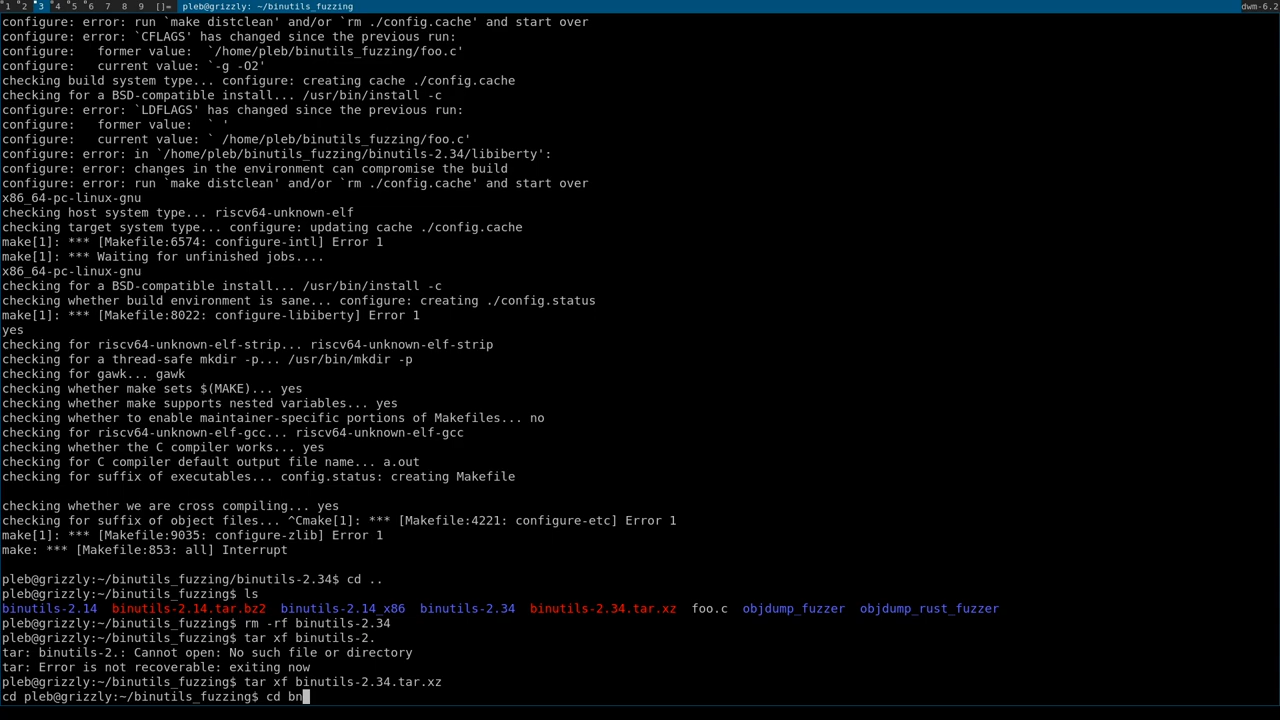 1 2 3 4 5 6 7 8 9 []= pleb@grizzly: ~/binutils_fuzzing dwm-6.2
configure: error: run `make distclean' and/or `rm ./config.cache' and start over
configure: error: `CFLAGS' has changed since the previous run:
configure:   former value:  `/home/pleb/binutils_fuzzing/foo.c'
configure:   current value: `-g -O2'
checking build system type... configure: creating cache ./config.cache
checking for a BSD-compatible install... /usr/bin/install -c
configure: error: `LDFLAGS' has changed since the previous run:
configure:   former value:  ` '
configure:   current value: ` /home/pleb/binutils_fuzzing/foo.c'
configure: error: in `/home/pleb/binutils_fuzzing/binutils-2.34/libiberty':
configure: error: changes in the environment can compromise the build
configure: error: run `make distclean' and/or `rm ./config.cache' and start over
x86_64-pc-linux-gnu
checking host system type... riscv64-unknown-elf
checking target system type... configure: updating cache ./config.cache
make[1]: *** [Makefile:6574: configure-intl] Error 1
make[1]: *** Waiting for unfinished jobs....
x86_64-pc-linux-gnu
checking for a BSD-compatible install... /usr/bin/install -c
checking whether build environment is sane... configure: creating ./config.status
make[1]: *** [Makefile:8022: configure-libiberty] Error 1
yes
checking for riscv64-unknown-elf-strip... riscv64-unknown-elf-strip
checking for a thread-safe mkdir -p... /usr/bin/mkdir -p
checking for gawk... gawk
checking whether make sets $(MAKE)... yes
checking whether make supports nested variables... yes
checking whether to enable maintainer-specific portions of Makefiles... no
checking for riscv64-unknown-elf-gcc... riscv64-unknown-elf-gcc
checking whether the C compiler works... yes
checking for C compiler default output file name... a.out
checking for suffix of executables... config.status: creating Makefile
checking whether we are cross compiling... yes
checking for suffix of object files... ^Cmake[1]: *** [Makefile:4221: configure-etc] Error 1
make[1]: *** [Makefile:9035: configure-zlib] Error 1
make: *** [Makefile:853: all] Interrupt
pleb@grizzly:~/binutils_fuzzing/binutils-2.34$ cd ..
pleb@grizzly:~/binutils_fuzzing$ ls
binutils-2.14  binutils-2.14.tar.bz2  binutils-2.14_x86  binutils-2.34  binutils-2.34.tar.xz  foo.c  objdump_fuzzer  objdump_rust_fuzzer
pleb@grizzly:~/binutils_fuzzing$ rm -rf binutils-2.34
pleb@grizzly:~/binutils_fuzzing$ tar xf binutils-2.
tar: binutils-2.: Cannot open: No such file or directory
tar: Error is not recoverable: exiting now
pleb@grizzly:~/binutils_fuzzing$ tar xf binutils-2.34.tar.xz
cd pleb@grizzly:~/binutils_fuzzing$ cd bn